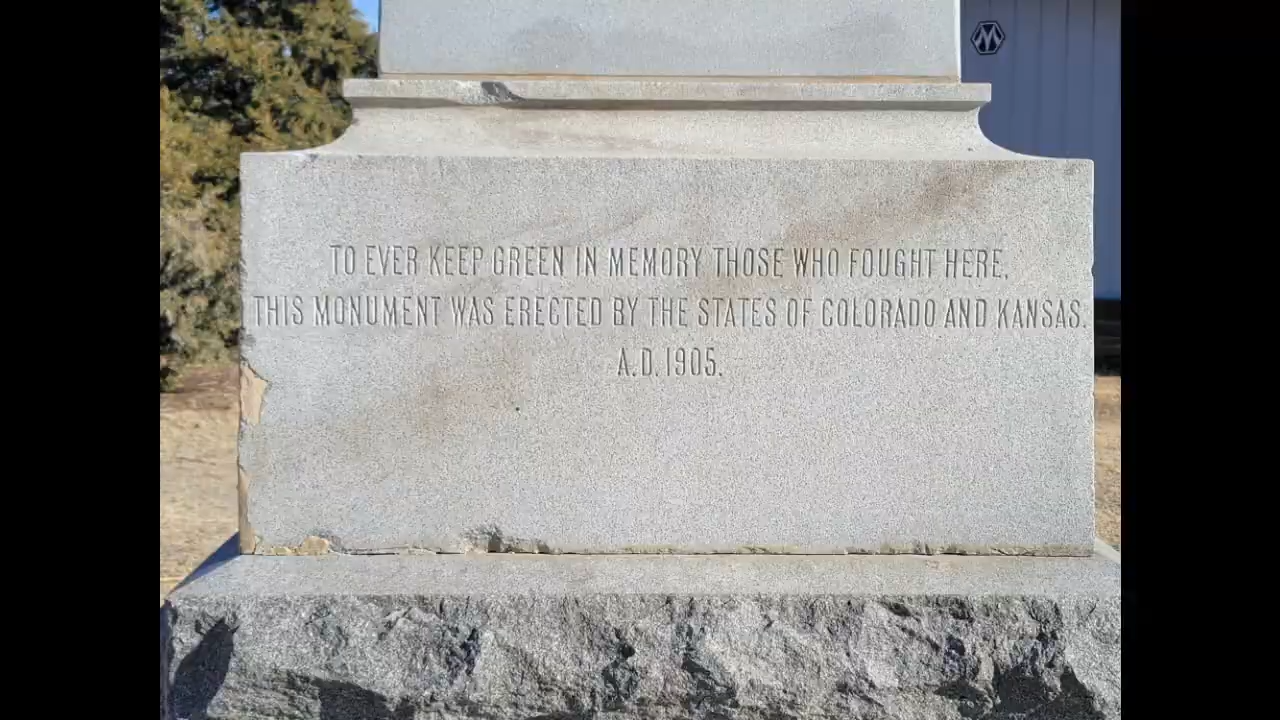 TO EVER KEEP GREEN IN MEMORY THOSE WHO FOUGHT HERE,
THIS MONUMENT WAS ERECTED BY THE STATES OF COLORADO AND KANSAS.
A.D. 1905.